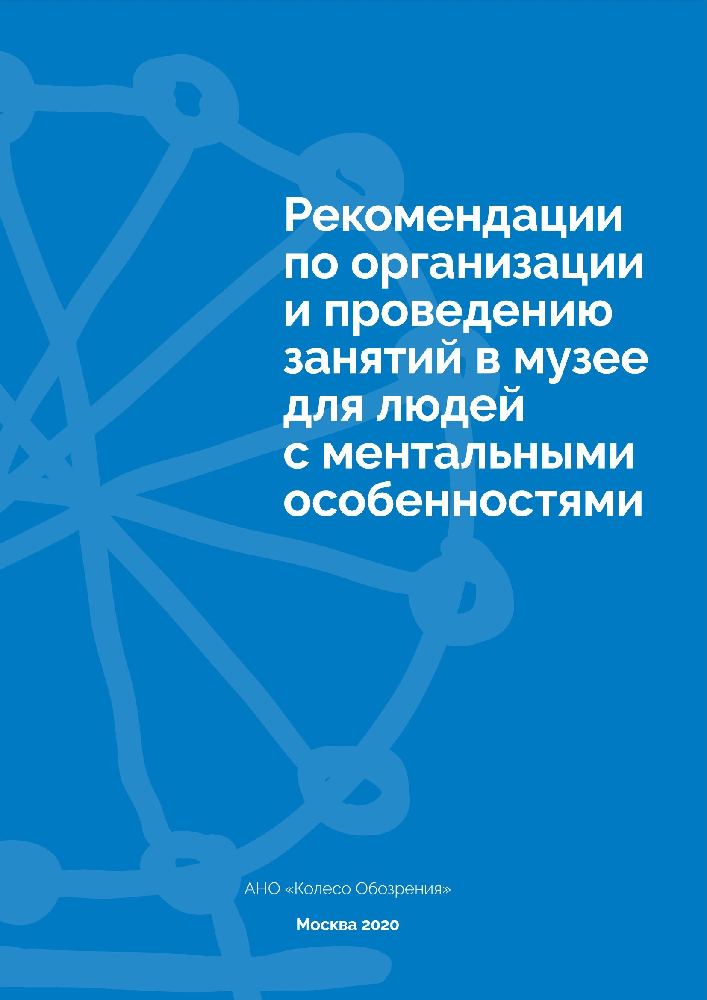 Рекомендации
по организации
и проведению
занятий в музее
для людей
с ментальными
особенностями
АНО «Колесо Обозрения»
Москва 2020